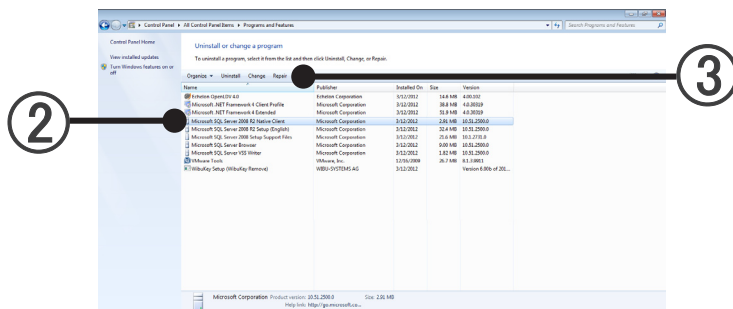 Control Panel ▸ All Control Panel Items ▸ Programs and Features
Search Programs and Features
Control Panel Home
View installed updates
Turn Windows features on or off
Uninstall or change a program
To uninstall a program, select it from the list and then click Uninstall, Change, or Repair.
Organize Uninstall Change Repair
3
2
Name Publisher Installed On Size Version
Echelon OpenLDV 4.0 Echelon Corporation 3/12/2012 14.6 MB 4.00.102
Microsoft .NET Framework 4 Client Profile Microsoft Corporation 3/12/2012 38.8 MB 4.0.30319
Microsoft .NET Framework 4 Extended Microsoft Corporation 3/12/2012 51.9 MB 4.0.30319
Microsoft SQL Server 2008 R2 Native Client Microsoft Corporation 3/12/2012 2.91 MB 10.51.2500.0
Microsoft SQL Server 2008 R2 Setup (English) Microsoft Corporation 3/12/2012 22.4 MB 10.51.2500.0
Microsoft SQL Server 2008 Setup Support Files Microsoft Corporation 3/12/2012 21.6 MB 10.1.2731.0
Microsoft SQL Server Browser Microsoft Corporation 3/12/2012 9.00 MB 10.51.2500.0
Microsoft SQL Server VSS Writer Microsoft Corporation 3/12/2012 1.82 MB 10.51.2500.0
VMware Tools VMware, Inc. 12/16/2008 26.7 MB
WibuKey Setup (WibuKey Remove) WIBU-SYSTEMS AG 3/12/2012 Version 6.00b of 201...
Microsoft Corporation Product version: 10.51.2500.0 Size: 2.91 MB
Help link: http://go.microsoft.co...